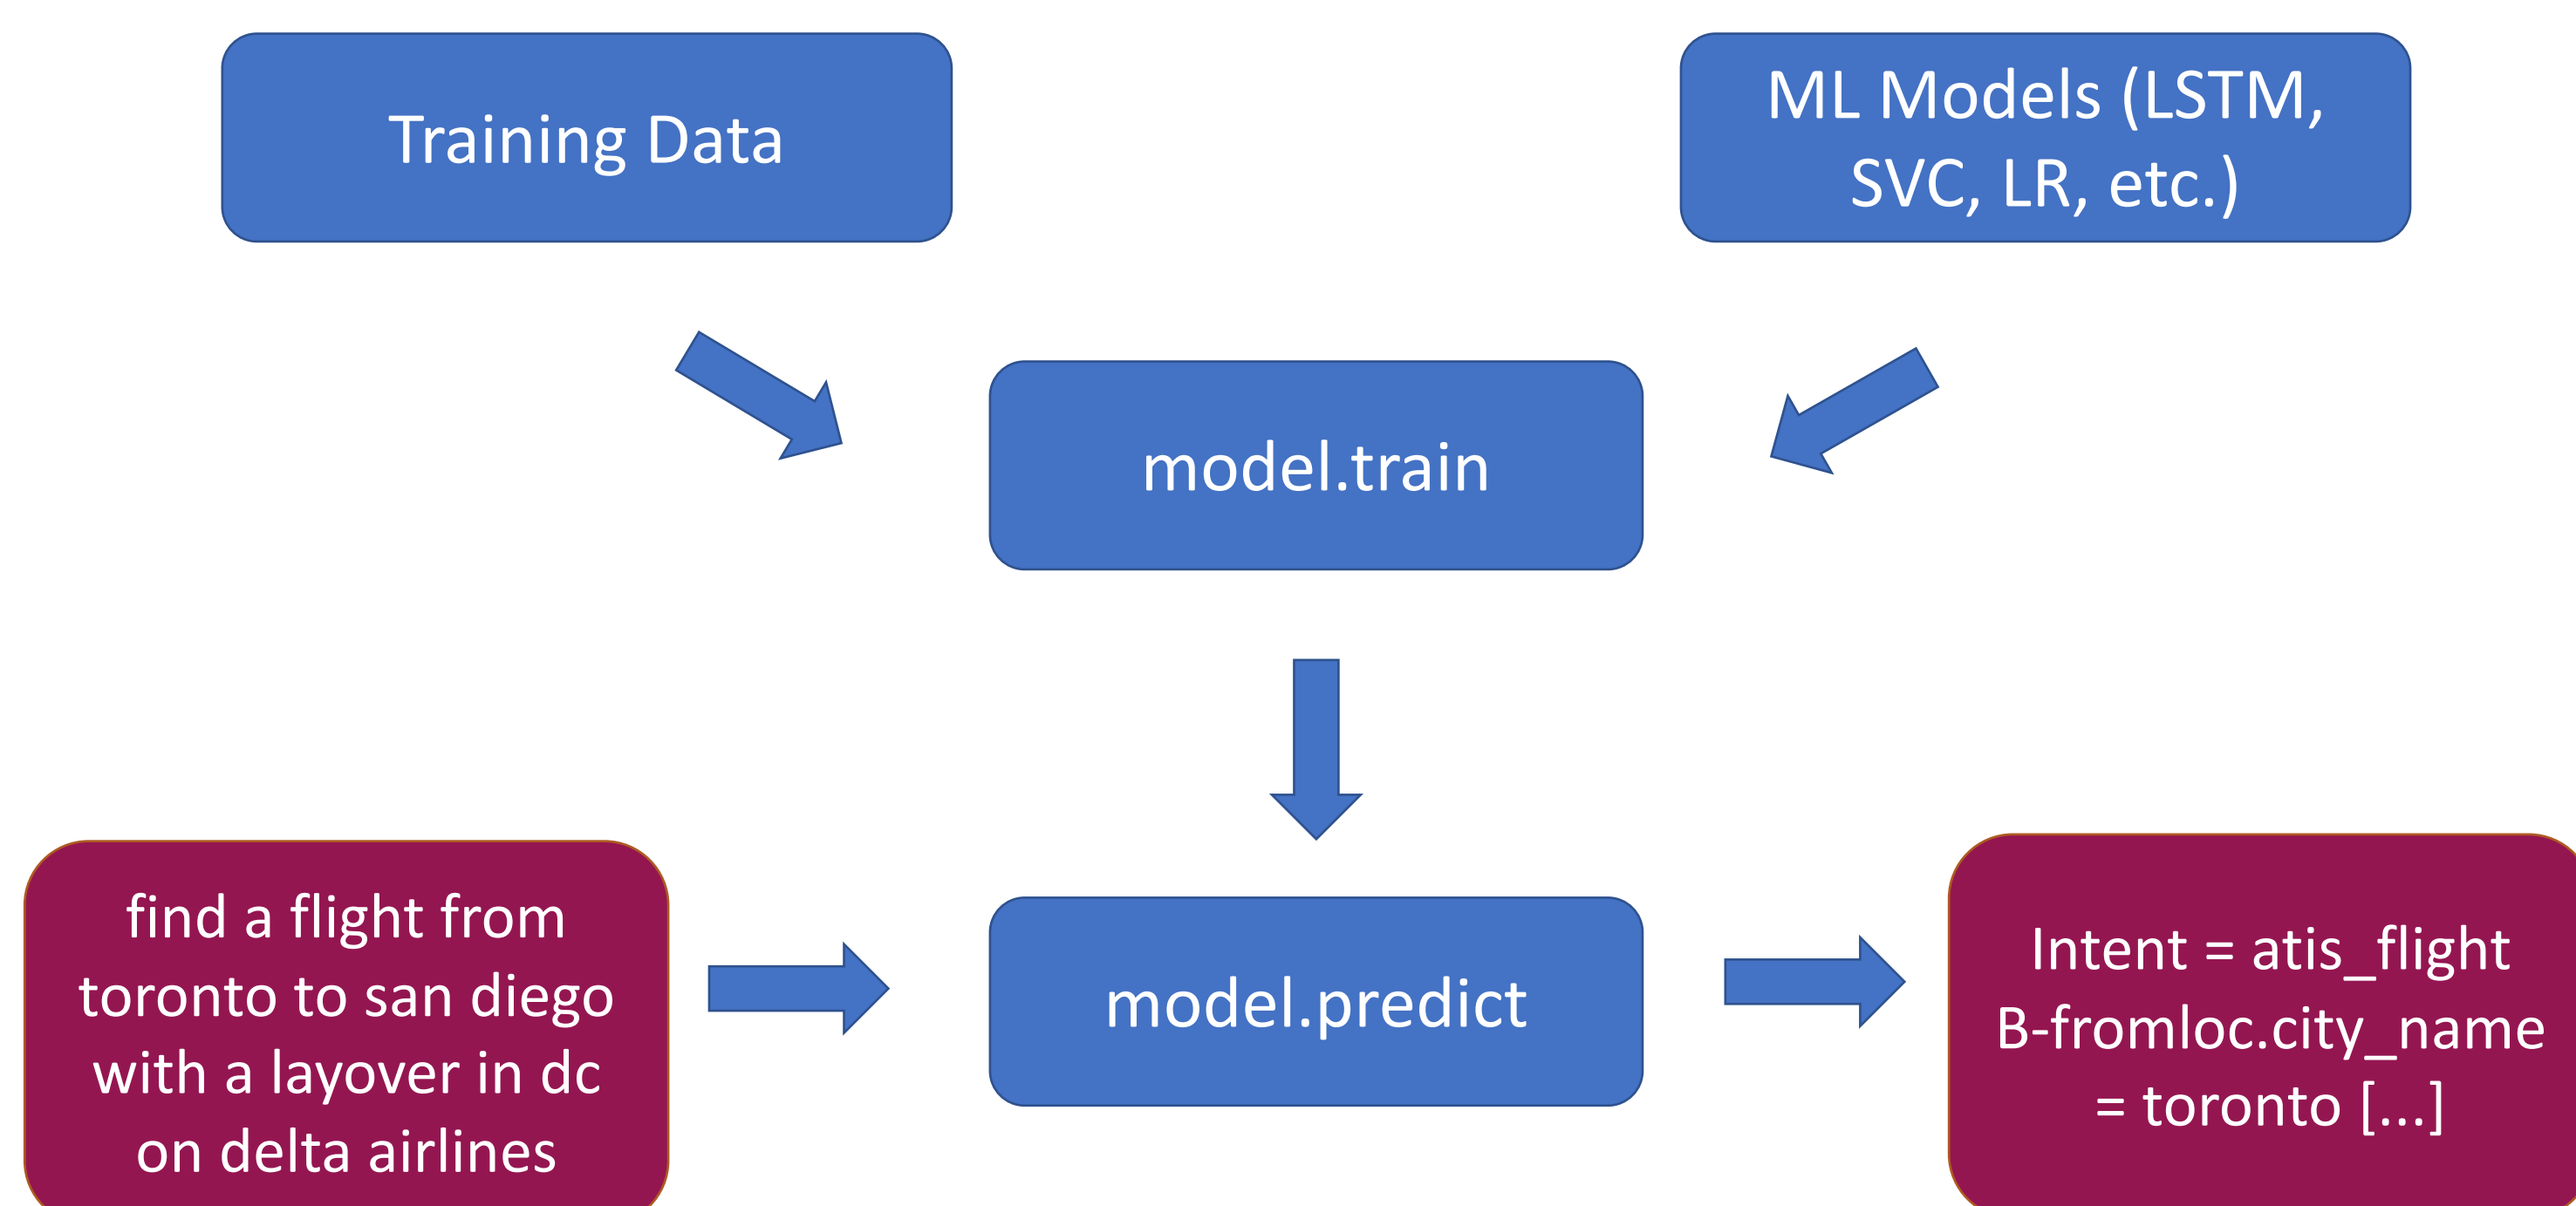 Training Data
ML Models (LSTM,
SVC, LR, etc.)
model.train
find a flight from
toronto to san diego
with a layover in dc
on delta airlines
model.predict
Intent = atis_flight
B-fromloc.city_name
= toronto [...]